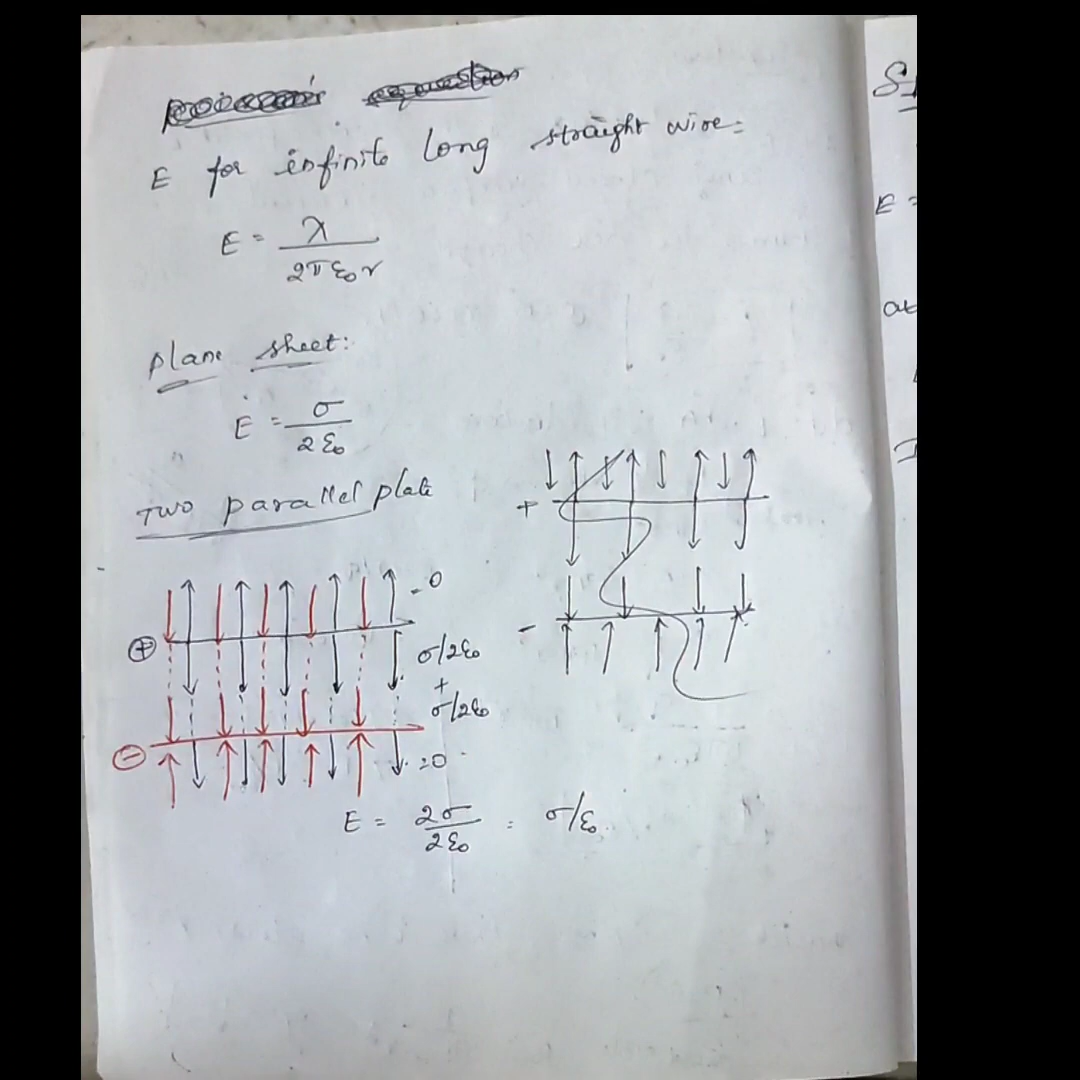 E for infinite long straight wire:
E = λ / 2πε₀r
plane sheet:
E = σ / 2ε₀
Two parallel plate
+
= 0
⊕
σ/2ε₀
+
σ/2ε₀
-
⊖
= 0
E = 2σ / 2ε₀ = σ/ε₀
E =
at